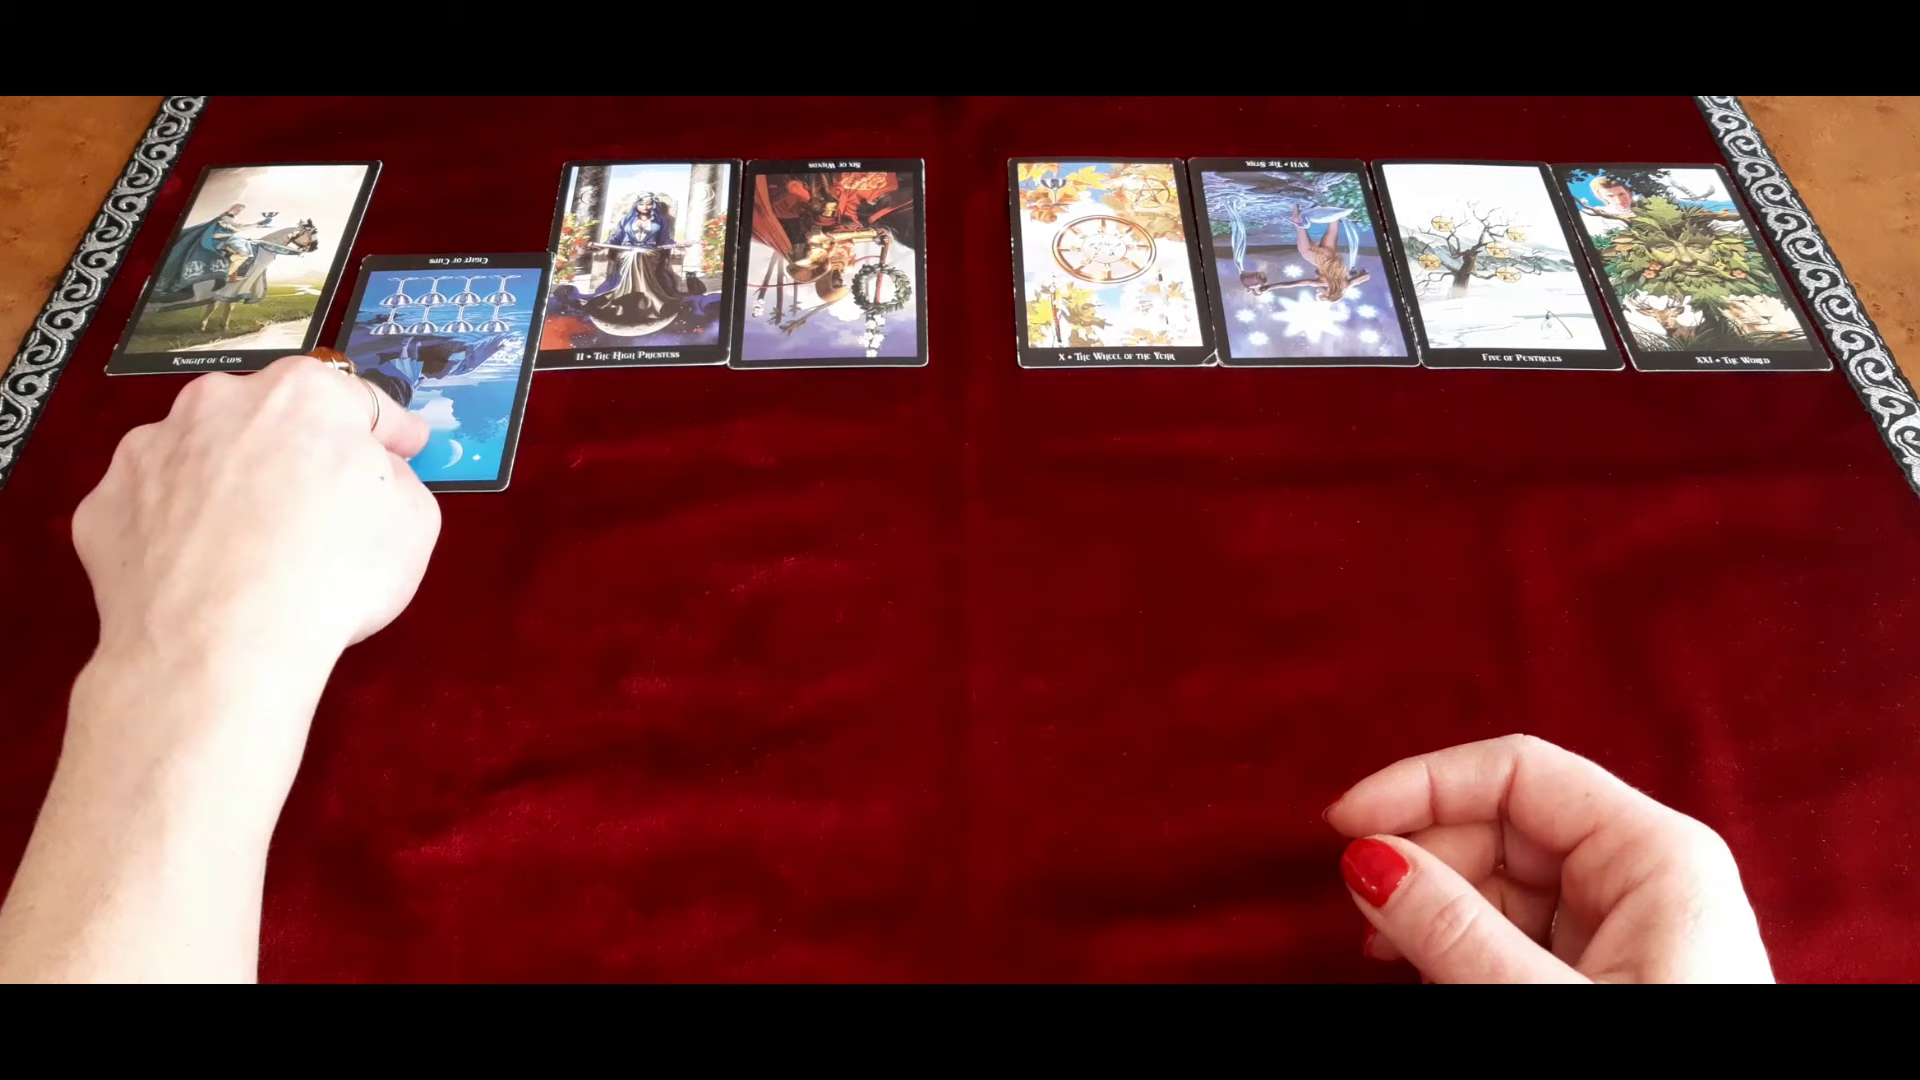 Knight of Cups
Eight of Cups
II • The High Priestess
Six of Wands
X • The Wheel of the Year
XVII • The Star
Five of Pentacles
XXI • The World